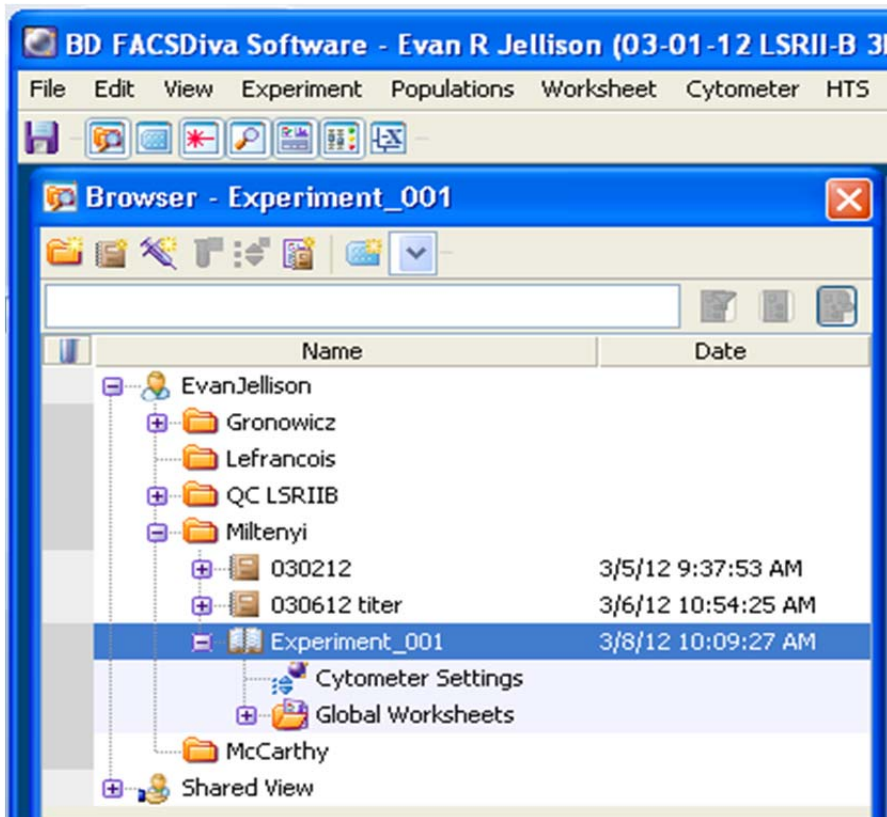 BD FACSDiva Software - Evan R Jellison (03-01-12 LSRII-B
File Edit View Experiment Populations Worksheet Cytometer HTS
Browser - Experiment_001
Name Date
EvanJellison
Gronowicz
Lefrancois
QC LSRIIB
Miltenyi
030212 3/5/12 9:37:53 AM
030612 titer 3/6/12 10:54:25 AM
Experiment_001 3/8/12 10:09:27 AM
Cytometer Settings
Global Worksheets
McCarthy
Shared View